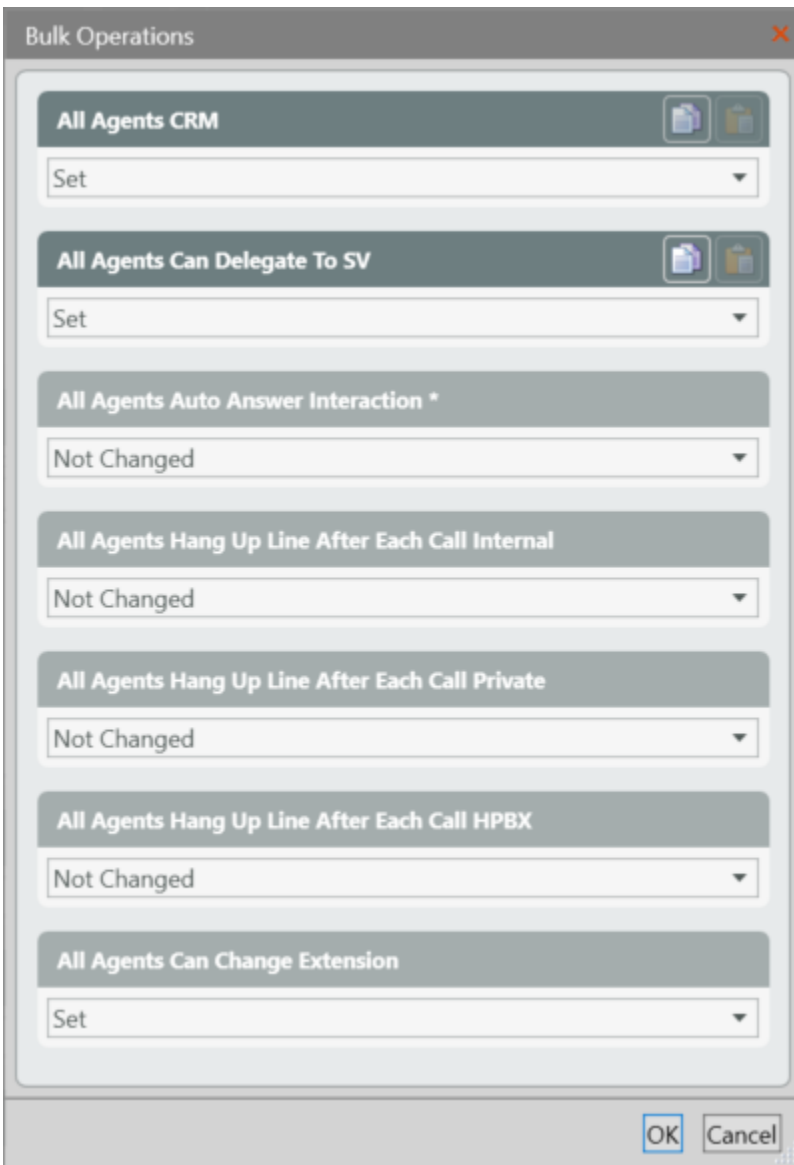 Bulk Operations
All Agents CRM
Set
All Agents Can Delegate To SV
Set
All Agents Auto Answer Interaction *
Not Changed
All Agents Hang Up Line After Each Call Internal
Not Changed
All Agents Hang Up Line After Each Call Private
Not Changed
All Agents Hang Up Line After Each Call HPBX
Not Changed
All Agents Can Change Extension
Set
OK Cancel